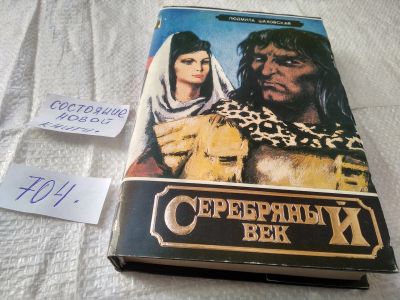 ЛЮДМИЛА ШАХОВСКАЯ
СОСТОЯНИЕ
НОВОЙ
КНИГИ.
704.
СЕРЕБРЯНЫЙ
ВЕК